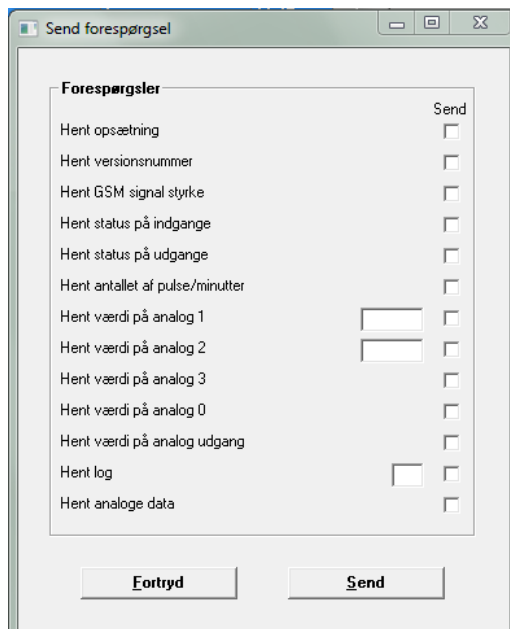 Send forespørgsel
Forespørgsler
Send
Hent opsætning
Hent versionsnummer
Hent GSM signal styrke
Hent status på indgange
Hent status på udgange
Hent antallet af pulse/minutter
Hent værdi på analog 1
Hent værdi på analog 2
Hent værdi på analog 3
Hent værdi på analog 0
Hent værdi på analog udgang
Hent log
Hent analoge data
Fortryd Send